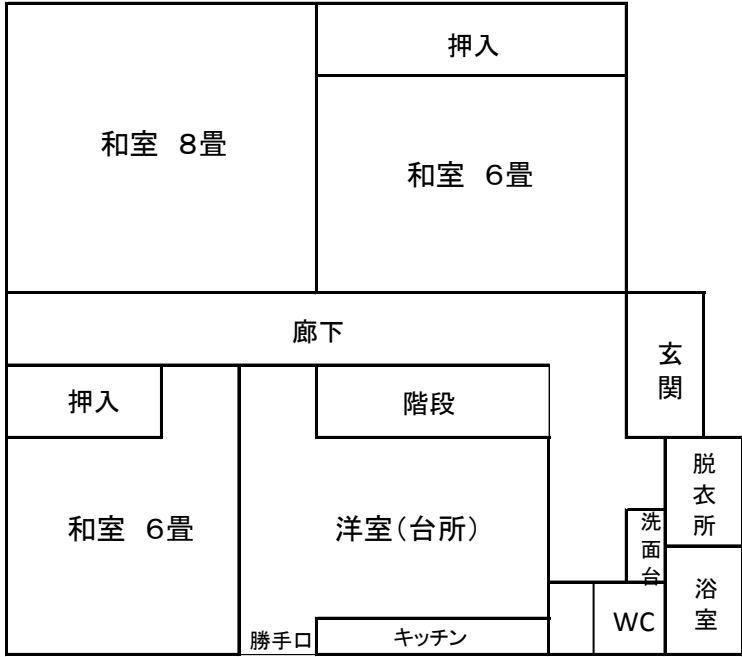 押入
和室 8畳
和室 6畳
廊下
玄関
押入
階段
脱衣所
和室 6畳
洋室(台所)
洗面台
浴室
WC
勝手口
キッチン